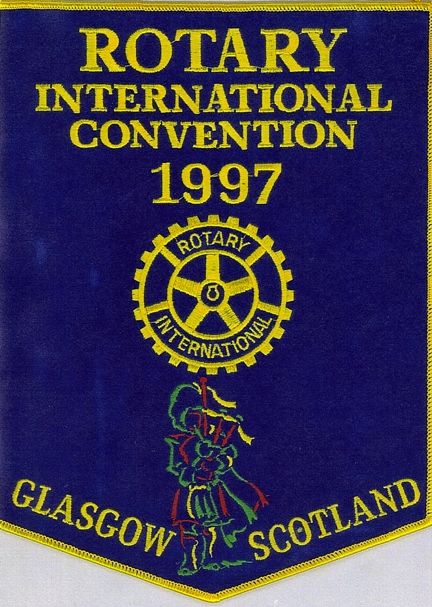 ROTARY
INTERNATIONAL
CONVENTION
1997
ROTARY
INTERNATIONAL
GLASGOW SCOTLAND